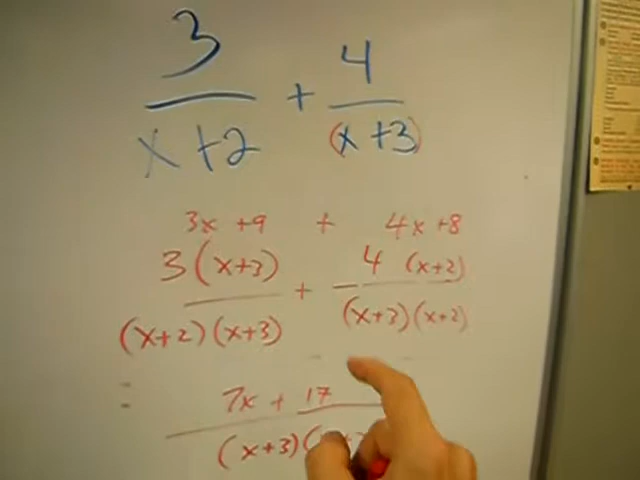 3 4
+
x+2 (x+3)
3x +9 + 4x +8
3(x+3) + 4 (x+2)
(x+2)(x+3) (x+3)(x+2)
= 7x + 17
(x+3)(